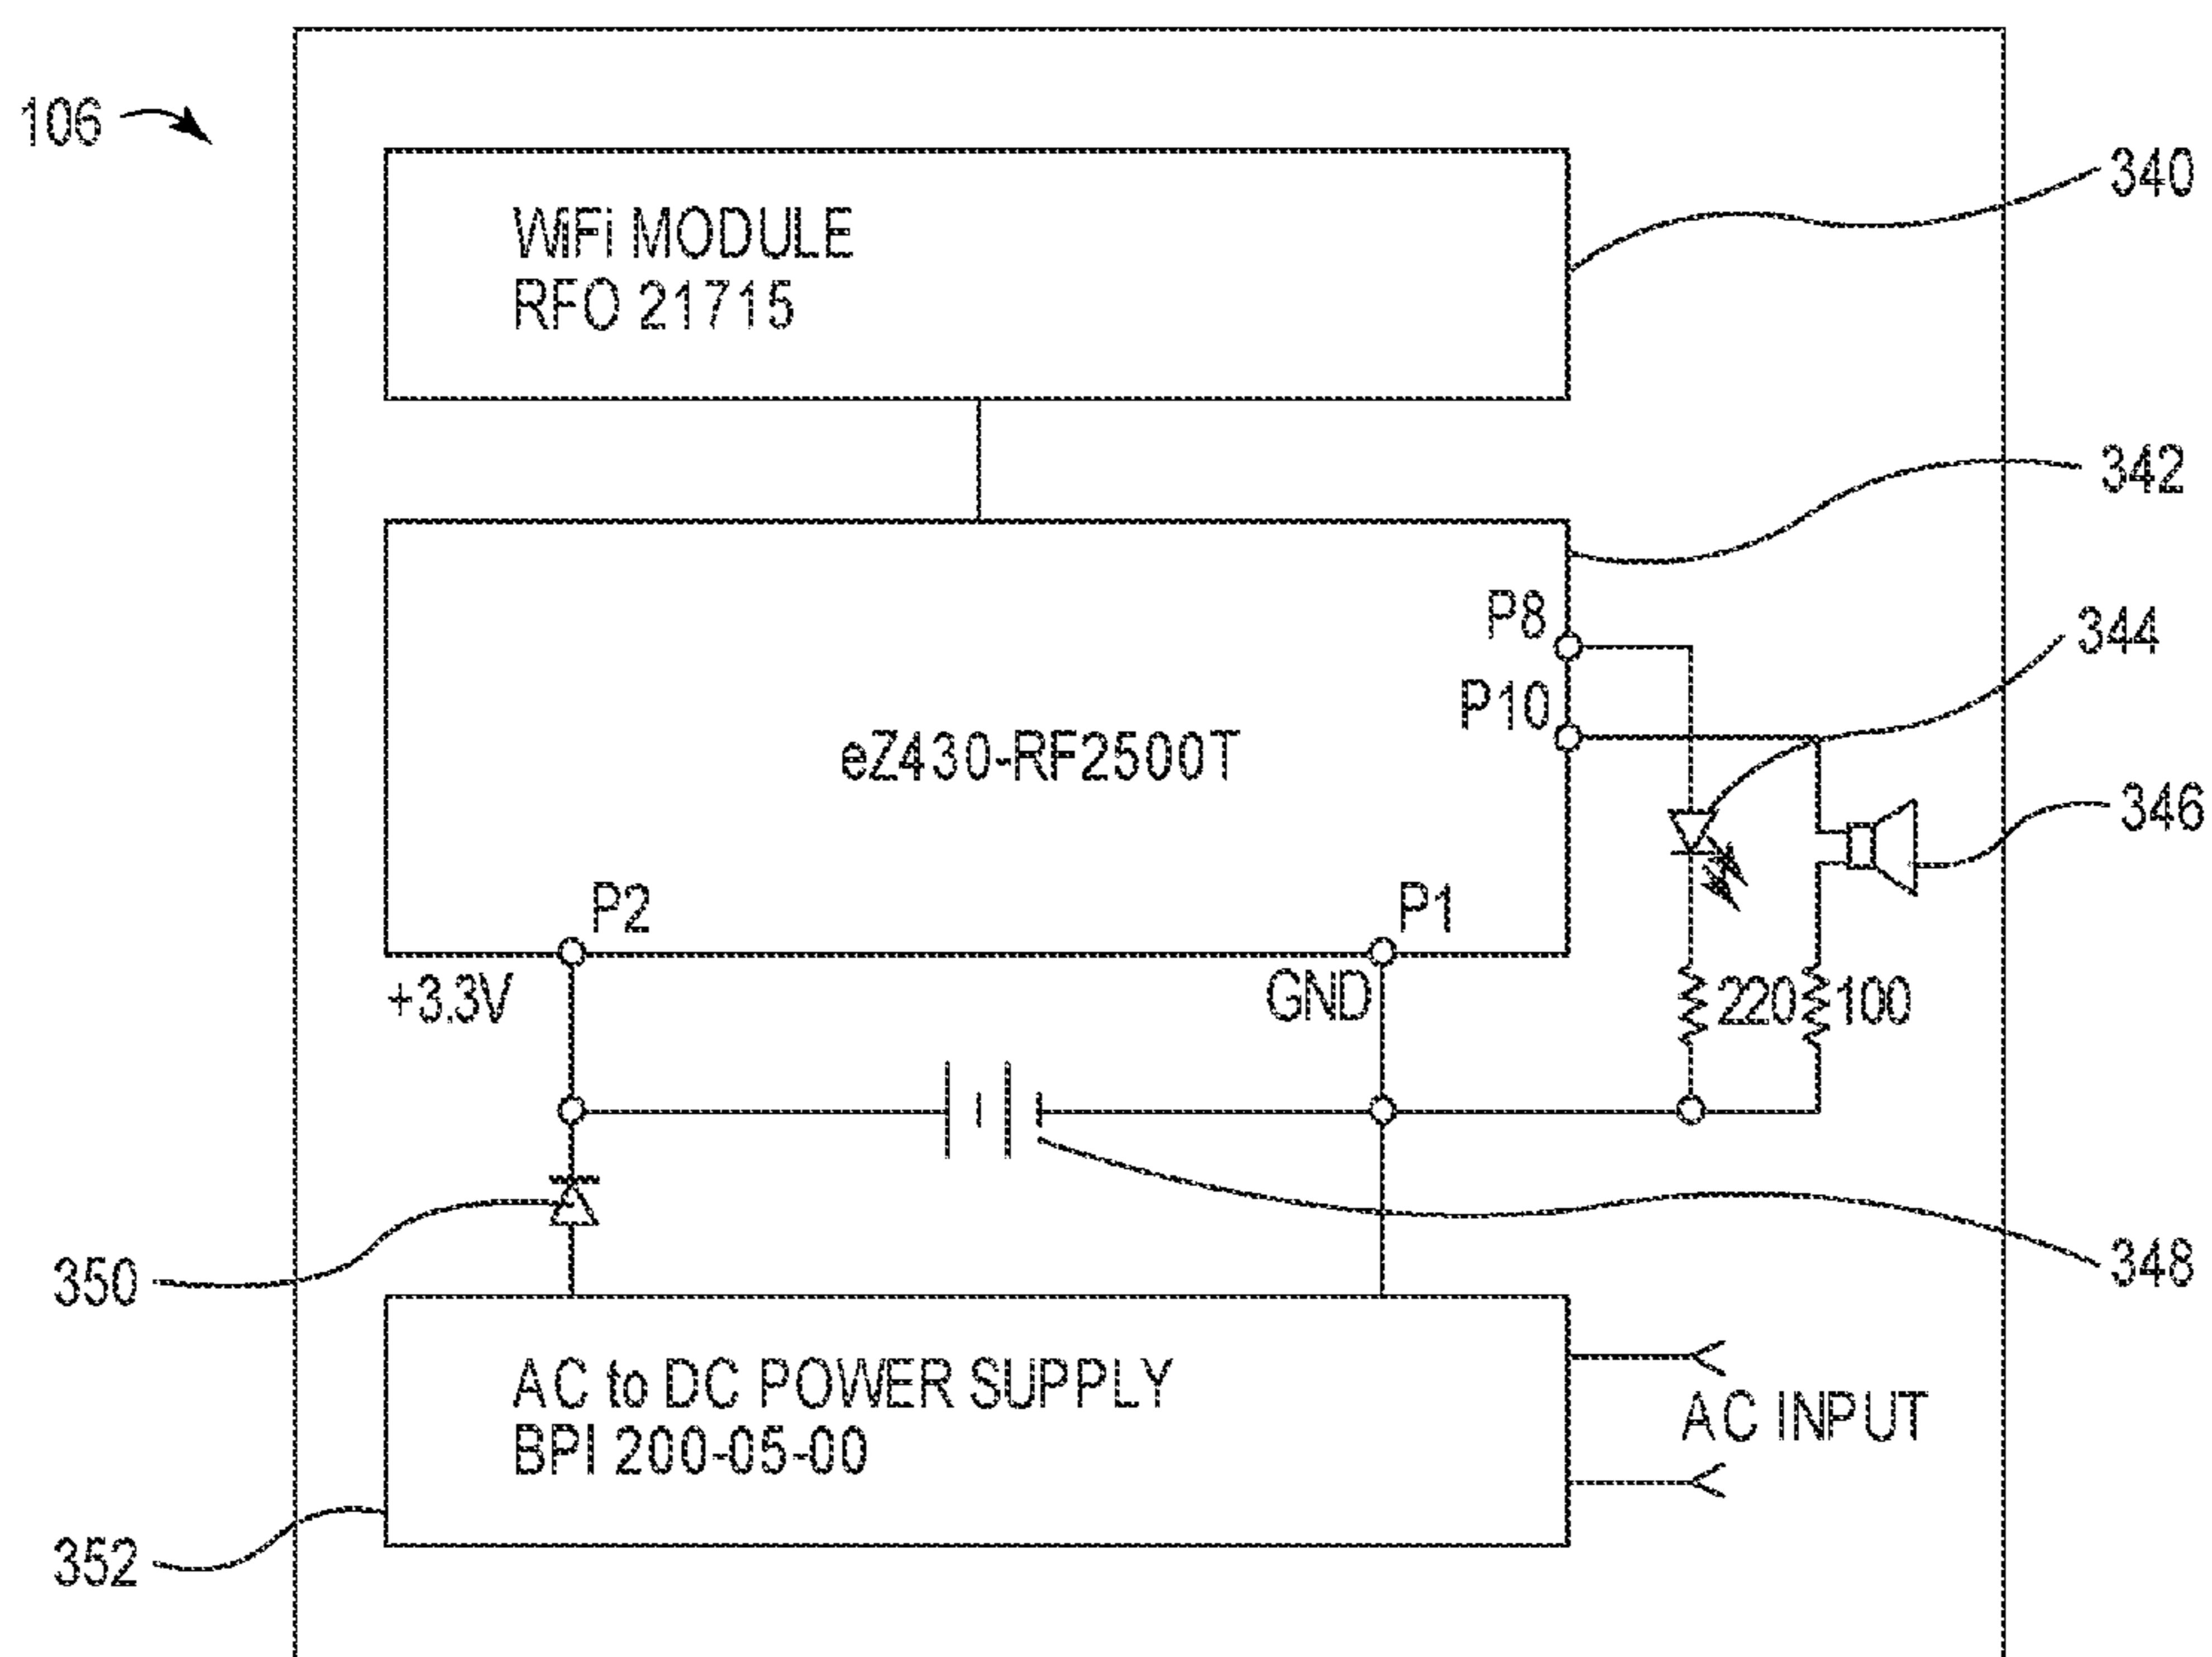 106
WiFi MODULE
RFO 21715
340
342
P8
344
P10
eZ430-RF2500T
346
P2
P1
+3.3V
GND
220
100
348
350
AC to DC POWER SUPPLY
BPI 200-05-00
AC INPUT
352